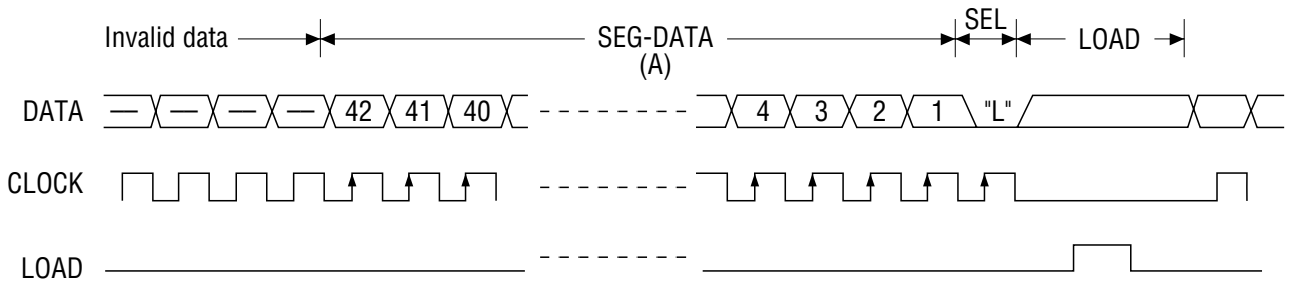 Invalid data SEG-DATA (A) SEL LOAD
DATA — — — — 42 41 40 4 3 2 1 "L"
CLOCK
LOAD